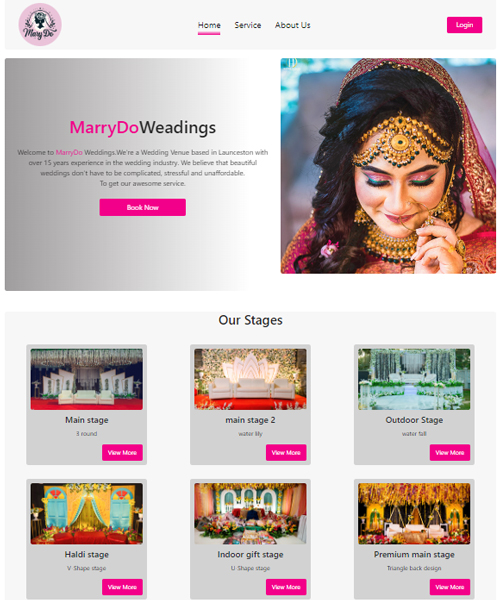 Mary Do
Home Service About Us Login
MarryDoWeadings
Welcome to MarryDo Weddings.We're a Wedding Venue based in Launceston with
over 15 years experience in the wedding industry. We believe that beautiful
weddings don't have to be complicated, stressful and unaffordable.
To get our awesome service.
Book Now
Our Stages
Main stage
main stage 2
Outdoor Stage
ll round
water lily
water fall
View More
View More
View More
Haldi stage
Indoor gift stage
Premium main stage
V-Shape stage
U-Shape stage
Triangle back design
View More
View More
View More